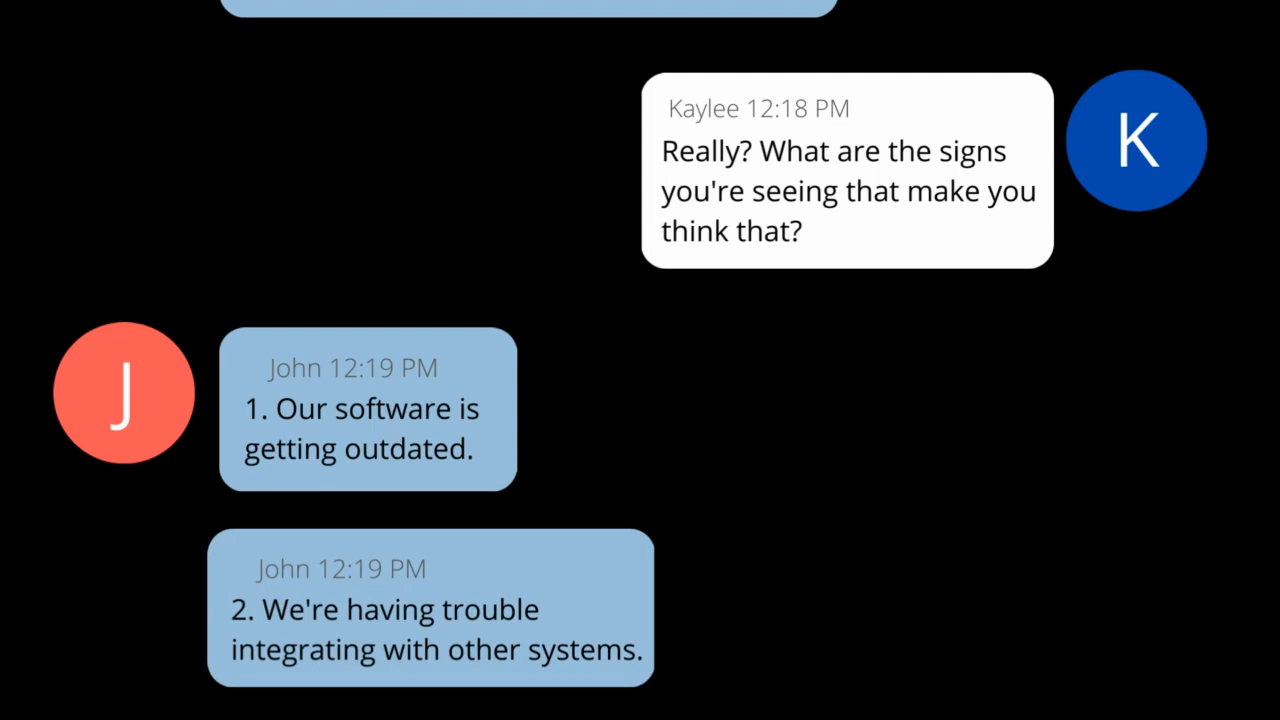 Kaylee 12:18 PM
Really? What are the signs
you're seeing that make you
think that?
K
J
John 12:19 PM
1. Our software is
getting outdated.
John 12:19 PM
2. We're having trouble
integrating with other systems.